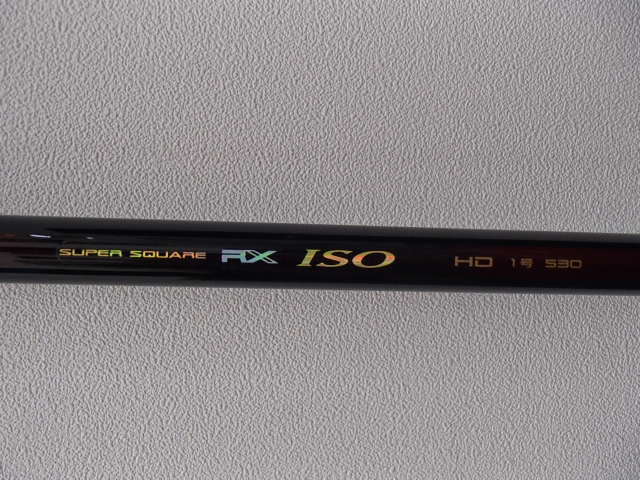 SUPER SQUARE RX ISO HD 1号 530